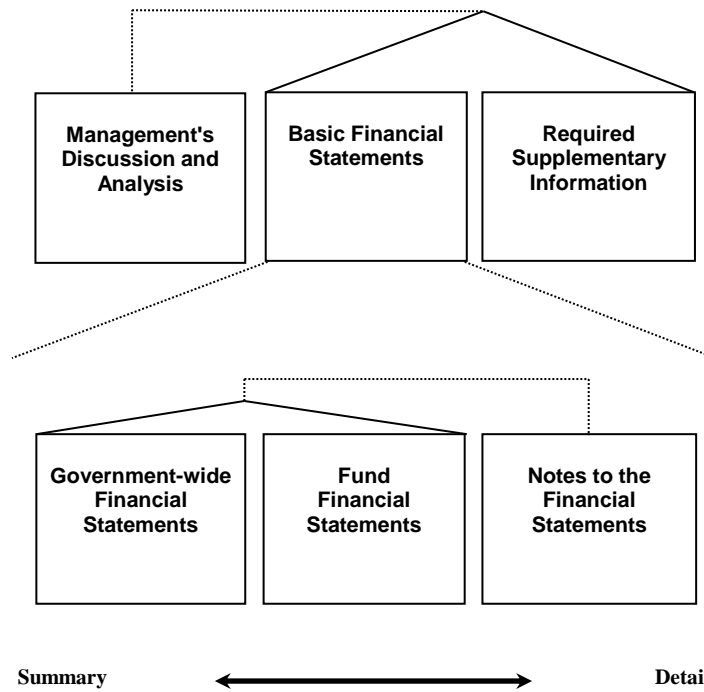 Management's
Discussion and
Analysis
Basic Financial
Statements
Required
Supplementary
Information
Government-wide
Financial
Statements
Fund
Financial
Statements
Notes to the
Financial
Statements
Summary
Detai